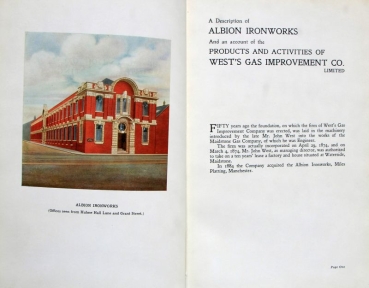 ALBION IRONWORKS
(Offices seen from Hulme Hall Lane and Grant Street.)
A Description of
ALBION IRONWORKS
And an account of the
PRODUCTS AND ACTIVITIES OF
WEST'S GAS IMPROVEMENT CO.
LIMITED
FIFTY years ago the foundation, on which the firm of West's Gas
Improvement Company was erected, was laid in the machinery
introduced by the late Mr. John West into the works of the
Maidstone Gas Company, of which he was Engineer.
The firm was actually incorporated on April 29, 1874, and on
March 4, 1875, Mr. John West, as managing director, was authorised
to take on a ten years' lease a factory and house situated at Waterside,
Maidstone.
In 1884 the Company acquired the Albion Ironworks, Miles
Platting, Manchester.
Page